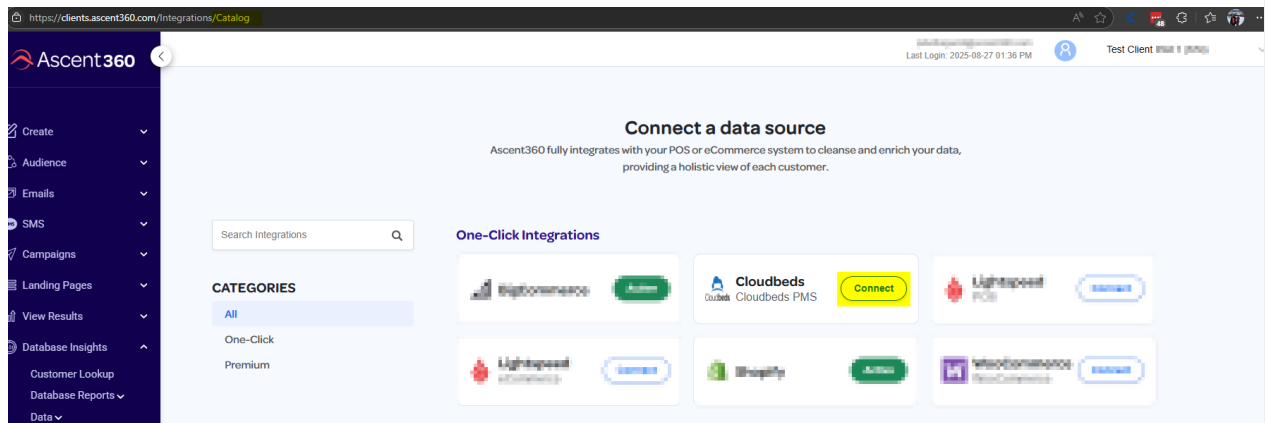 https://clients.ascent360.com/Integrations/Catalog
Ascent360
Last Login: 2025-08-27 01:36 PM
Test Client
Create
Audience
Emails
SMS
Campaigns
Landing Pages
View Results
Database Insights
Customer Lookup
Database Reports
Data
Connect a data source
Ascent360 fully integrates with your POS or eCommerce system to cleanse and enrich your data,
providing a holistic view of each customer.
Search Integrations
CATEGORIES
All
One-Click
Premium
One-Click Integrations
Cloudbeds
Cloudbeds PMS
Connect